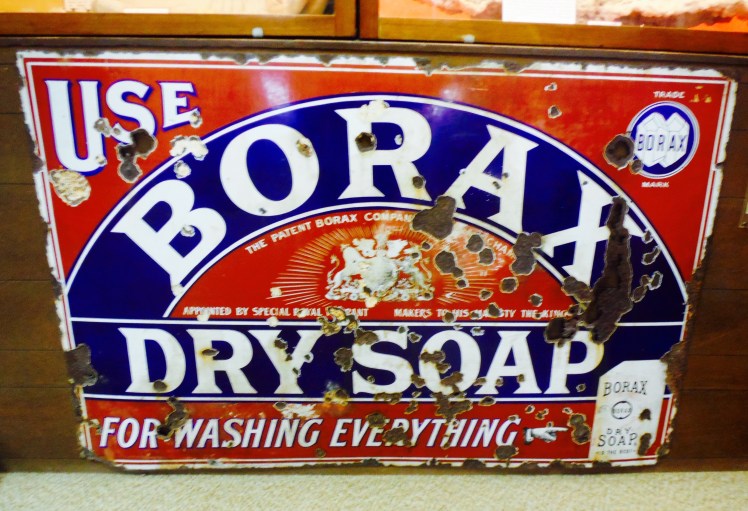 USE
BORAX
TRADE
BORAX
MARK
THE PATENT BORAX COMPANY
APPOINTED BY SPECIAL ROYAL WARRANT MAKERS TO HIS MAJESTY THE KING
DRY SOAP
FOR WASHING EVERYTHING
BORAX
BORAX
DRY
SOAP